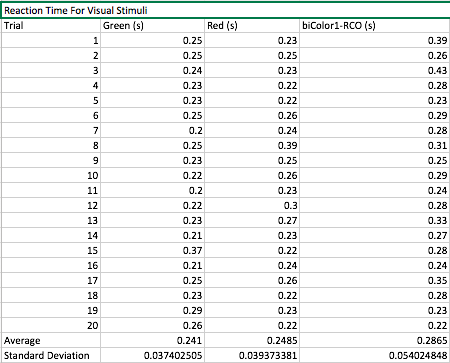 Reaction Time For Visual Stimuli
Trial Green (s) Red (s) biColor1-RCO (s)
1 0.25 0.23 0.39
2 0.25 0.25 0.26
3 0.24 0.23 0.43
4 0.23 0.22 0.28
5 0.23 0.22 0.23
6 0.25 0.26 0.29
7 0.2 0.24 0.28
8 0.25 0.39 0.31
9 0.23 0.25 0.25
10 0.22 0.26 0.29
11 0.2 0.23 0.24
12 0.22 0.3 0.28
13 0.23 0.27 0.33
14 0.21 0.23 0.27
15 0.37 0.22 0.28
16 0.21 0.24 0.24
17 0.25 0.26 0.35
18 0.23 0.22 0.28
19 0.29 0.23 0.23
20 0.26 0.22 0.22
Average 0.241 0.2485 0.2865
Standard Deviation 0.037402505 0.039373381 0.054024848